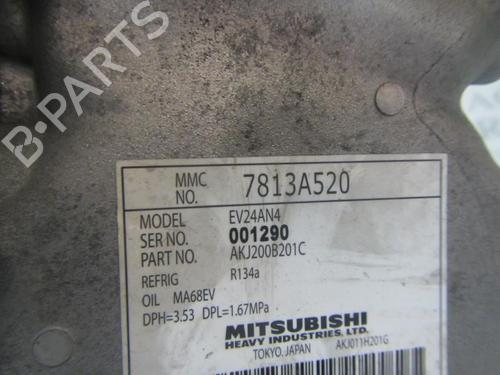 B-PARTS
MMC NO. 7813A520
MODEL EV24AN4
SER NO. 001290
PART NO. AKJ200B201C
REFRIG R134a
OIL MA68EV
DPH=3.53 DPL=1.67MPa
MITSUBISHI
HEAVY INDUSTRIES, LTD.
TOKYO. JAPAN AKJ011H201G